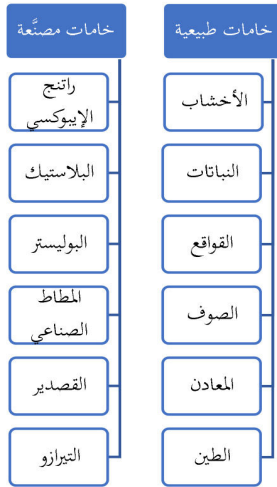 خامات طبيعية
الأخشاب
النباتات
القواقع
الصوف
المعادن
الطين
خامات مصنَّعة
راتنج
الإيبوكسي
البلاستيك
البوليستر
المطاط
الصناعي
القصدير
التيرازو